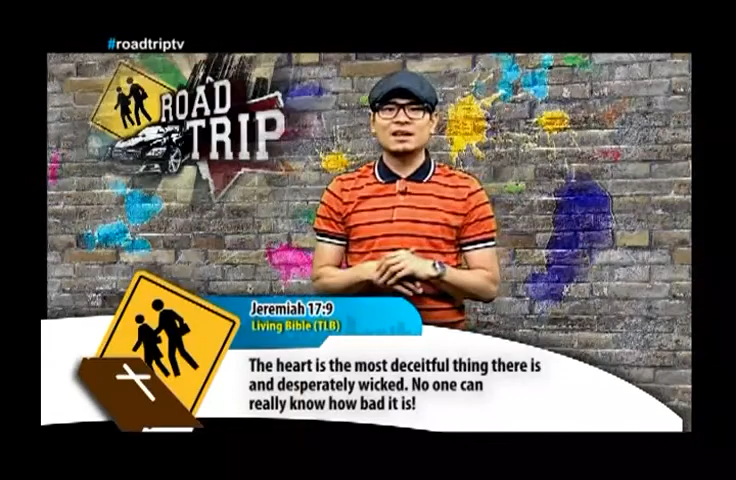 #roadtriptv
ROAD
TRIP
Jeremiah 17:9
Living Bible (TLB)
The heart is the most deceitful thing there is
and desperately wicked. No one can
really know how bad it is!